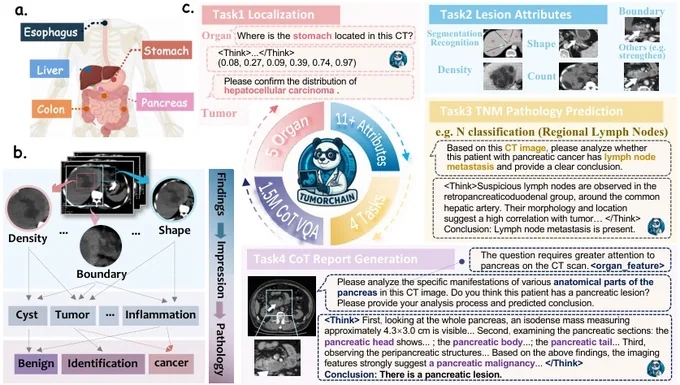 a.
Esophagus
Stomach
Liver
Colon
Pancreas
b.
Density
...
Shape
Boundary
Cyst
Tumor
...
Inflammation
Benign
Identification
cancer
Findings
Impression
Pathology
c.
Task1 Localization
Organ
Where is the stomach located in this CT?
<Think>...</Think>
(0.08, 0.27, 0.09, 0.39, 0.74, 0.97)
Please confirm the distribution of
hepatocellular carcinoma .
Tumor
5 Organ
11+ Attributes
1.5M CoT VQA
4 Tasks
TUMORCHAIN
Task2 Lesion Attributes
Segmentation
Recognition
Shape
Boundary
Others (e.g.
strengthen)
Density
Count
Task3 TNM Pathology Prediction
e.g. N classification (Regional Lymph Nodes)
Based on this CT image, please analyze whether
this patient with pancreatic cancer has lymph node
metastasis and provide a clear conclusion.
<Think>Suspicious lymph nodes are observed in the
retropancreaticoduodenal group, around the common
hepatic artery. Their morphology and location
suggest a high correlation with tumor... </Think>
Conclusion: Lymph node metastasis is present.
Task4 CoT Report Generation
The question requires greater attention to
pancreas on the CT scan. <organ_feature>
Please analyze the specific manifestations of various anatomical parts of the
pancreas in this CT image. Do you think this patient has a pancreatic lesion?
Please provide your analysis process and predicted conclusion.
<Think> First, looking at the whole pancreas, an isodense mass measuring
approximately 4.3×3.0 cm is visible... Second, examining the pancreatic sections: the
pancreatic head shows... ; the pancreatic body...; the pancreatic tail... Third,
observing the peripancreatic structures... Based on the above findings, the imaging
features strongly suggest a pancreatic malignancy... </Think>
Conclusion: There is a pancreatic lesion.